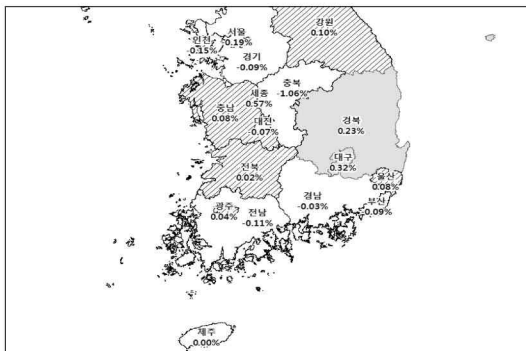 강원
0.10%
서울
0.19%
인천
-0.15%
경기
-0.09%
충북
-1.06%
세종
0.57%
충남
0.08%
대전
-0.07%
경북
0.23%
대구
0.32%
전북
0.02%
울산
0.08%
경남
-0.03%
부산
0.09%
광주
0.04%
전남
-0.11%
제주
0.00%